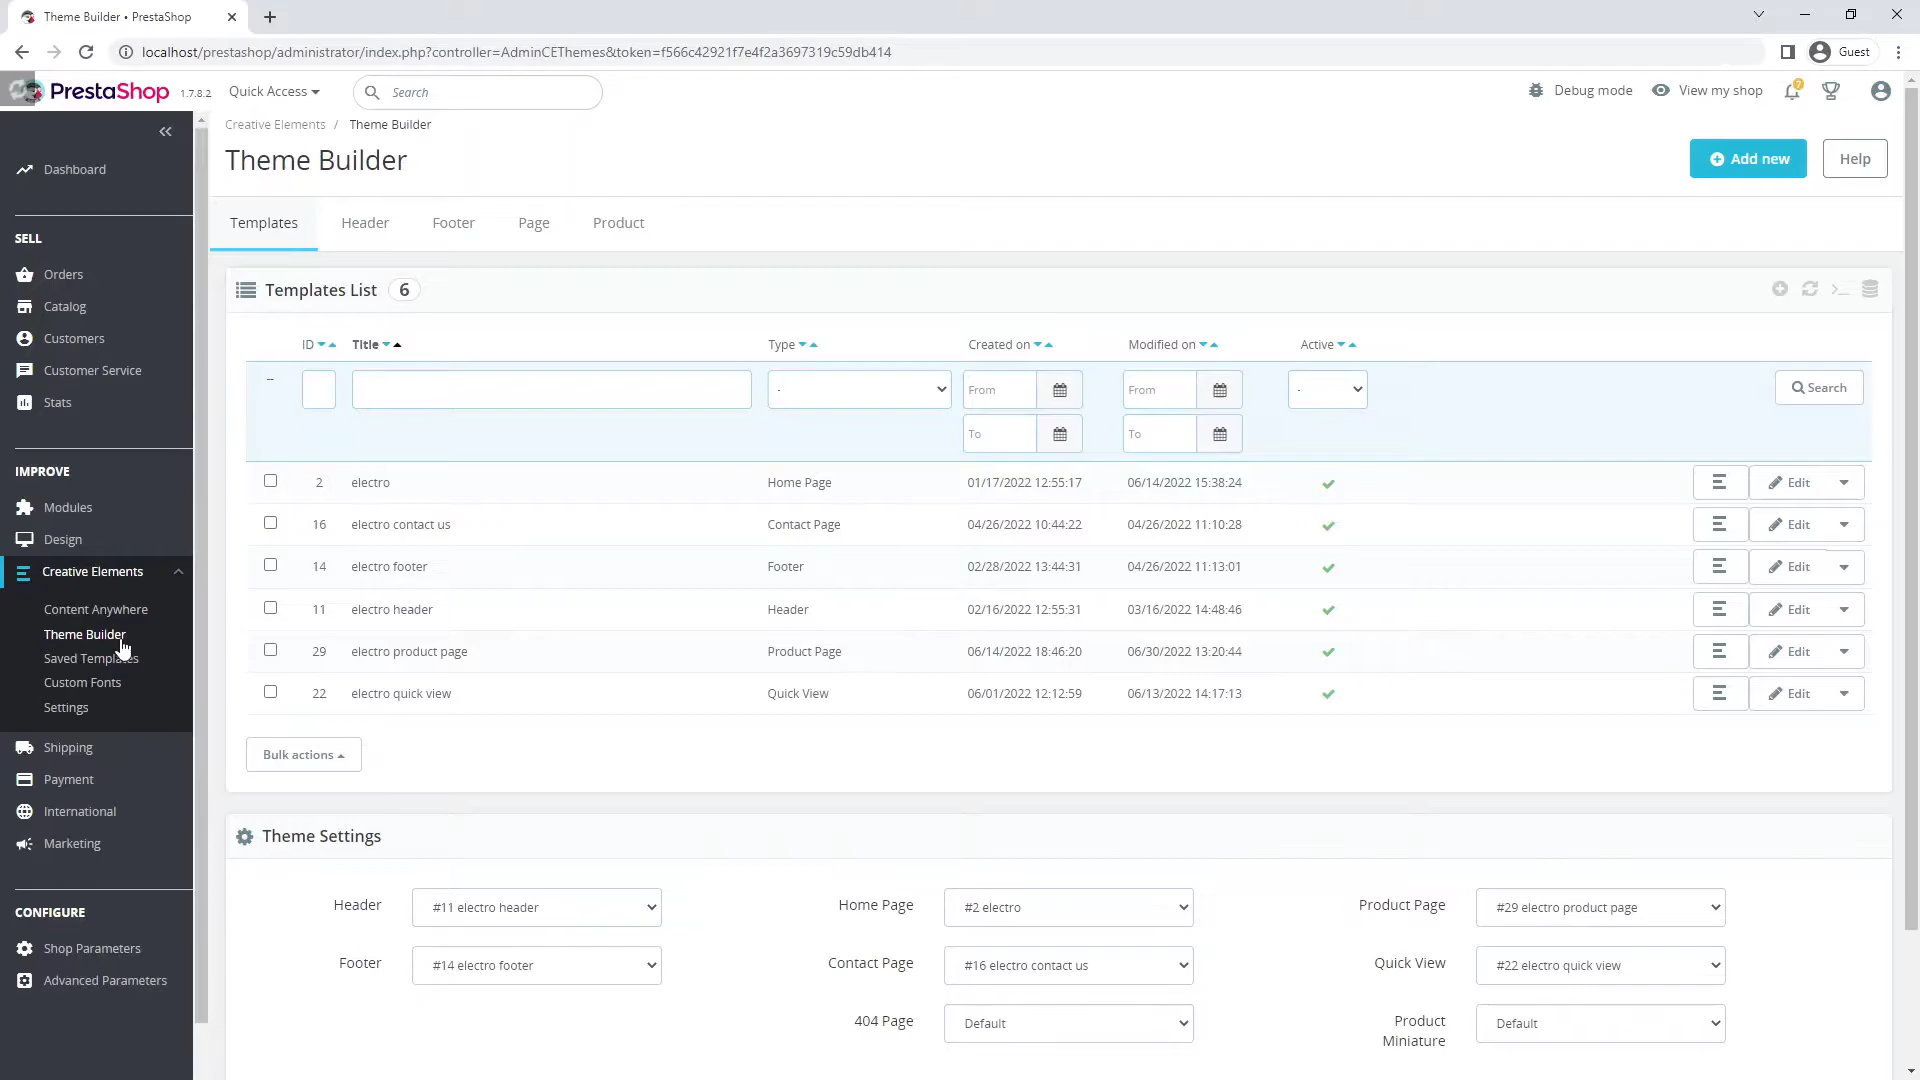 Theme Builder • PrestaShop
localhost/prestashop/administrator/index.php?controller=AdminCEThemes&token=f566c42921f7e4f2a3697319c59db414
Guest
PrestaShop 1.7.8.2
Quick Access
Search
Debug mode
View my shop
?
Creative Elements / Theme Builder
Theme Builder
Add new
Help
Templates
Header
Footer
Page
Product
Dashboard
SELL
Orders
Catalog
Customers
Customer Service
Stats
IMPROVE
Modules
Design
Creative Elements
Content Anywhere
Theme Builder
Saved Templates
Custom Fonts
Settings
Shipping
Payment
International
Marketing
CONFIGURE
Shop Parameters
Advanced Parameters
Templates List 6
ID Title Type Created on Modified on Active
-- - From From - Search
To To
2 electro Home Page 01/17/2022 12:55:17 06/14/2022 15:38:24 Edit
16 electro contact us Contact Page 04/26/2022 10:44:22 04/26/2022 11:10:28 Edit
14 electro footer Footer 02/28/2022 13:44:31 04/26/2022 11:13:01 Edit
11 electro header Header 02/16/2022 12:55:31 03/16/2022 14:48:46 Edit
29 electro product page Product Page 06/14/2022 18:46:20 06/30/2022 13:20:44 Edit
22 electro quick view Quick View 06/01/2022 12:12:59 06/13/2022 14:17:13 Edit
Bulk actions
Theme Settings
Header #11 electro header Home Page #2 electro Product Page #29 electro product page
Footer #14 electro footer Contact Page #16 electro contact us Quick View #22 electro quick view
404 Page Default Product Miniature Default